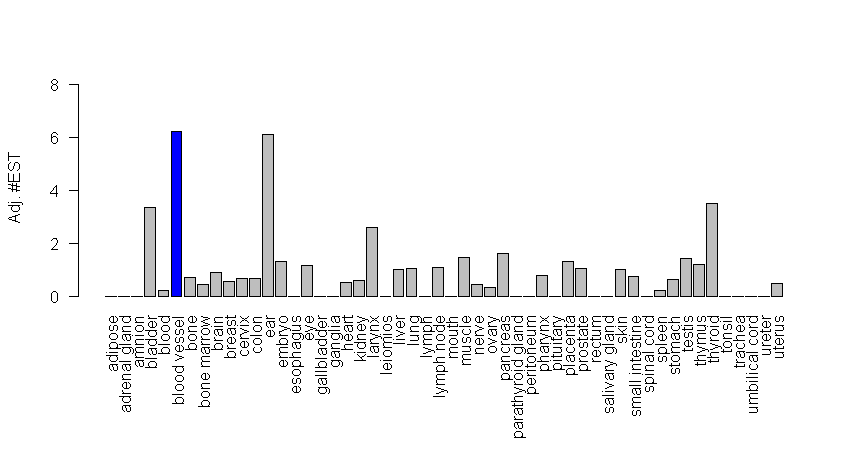 8
6
4
2
0
Adj. #EST
adipose
adrenal gland
amnion
bladder
blood
blood vessel
bone
bone marrow
brain
breast
cervix
colon
ear
embryo
esophagus
eye
gallbladder
ganglia
heart
kidney
larynx
leiomios
liver
lung
lymph
lymph node
mouth
muscle
nerve
ovary
pancreas
parathyroid gland
peritoneum
pharynx
pituitary
placenta
prostate
rectum
salivary gland
skin
small intestine
spinal cord
spleen
stomach
testis
thymus
thyroid
tonsil
trachea
umbilical cord
ureter
uterus